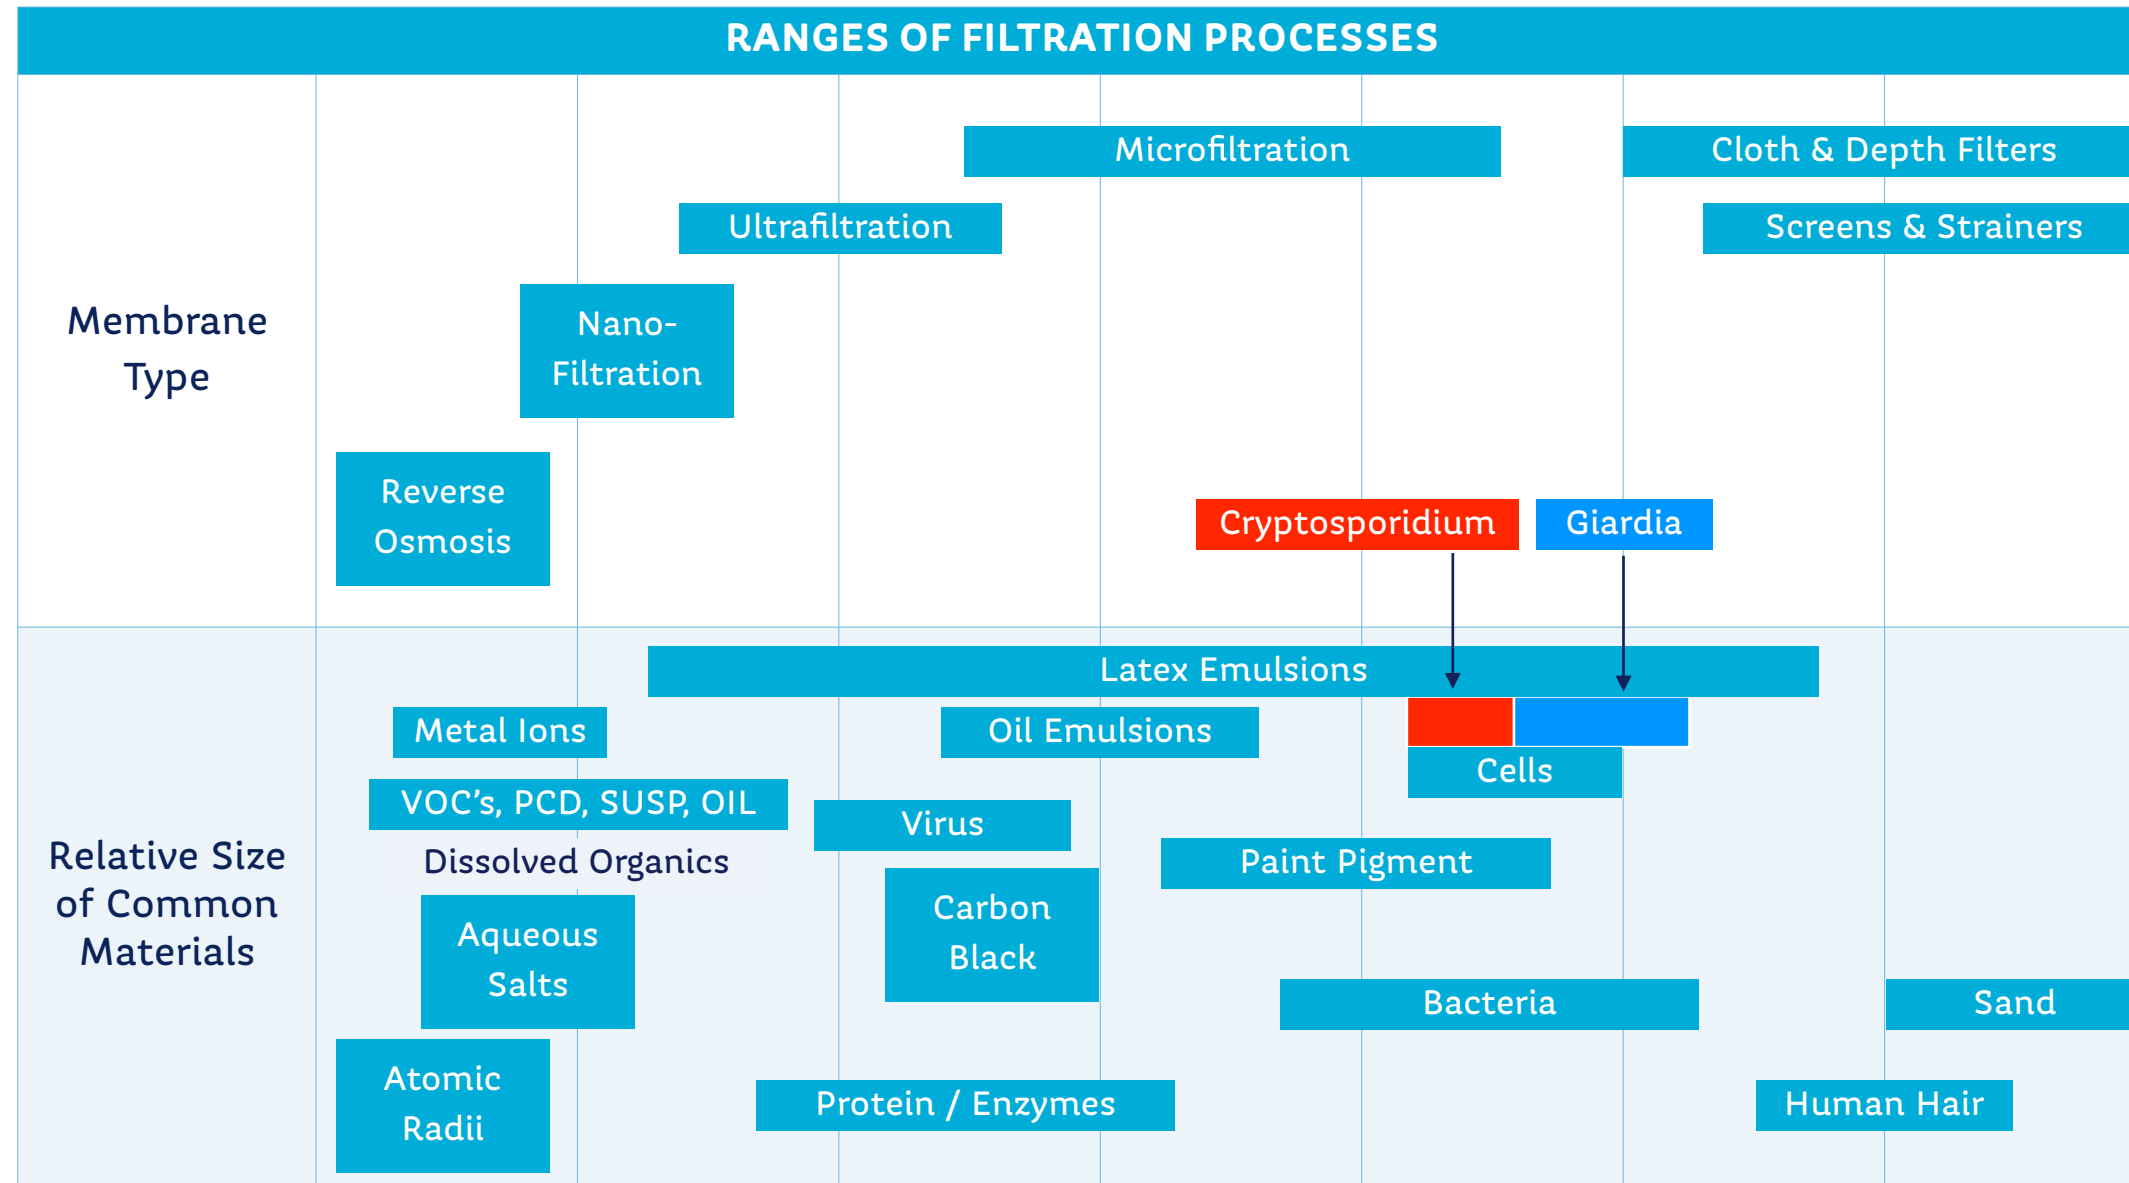 RANGES OF FILTRATION PROCESSES
Membrane
Type
Microfiltration
Cloth & Depth Filters
Ultrafiltration
Screens & Strainers
Nano-
Filtration
Reverse
Osmosis
Cryptosporidium
Giardia
Relative Size
of Common
Materials
Latex Emulsions
Metal Ions
Oil Emulsions
Cells
VOC's, PCD, SUSP, OIL
Virus
Dissolved Organics
Paint Pigment
Aqueous
Salts
Carbon
Black
Bacteria
Sand
Atomic
Radii
Protein / Enzymes
Human Hair